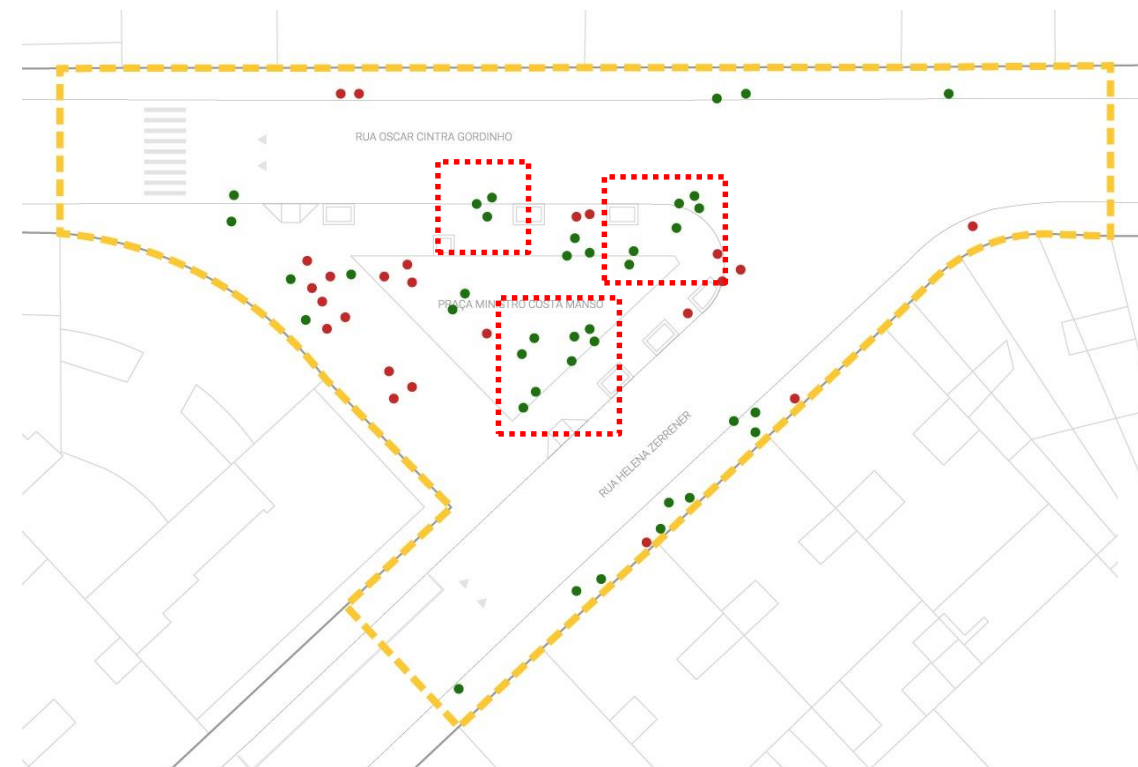 RUA OSCAR CINTRA GORDINHO
PRAÇA MINISTRO COSTA MANSO
RUA HELENA ZERRENER